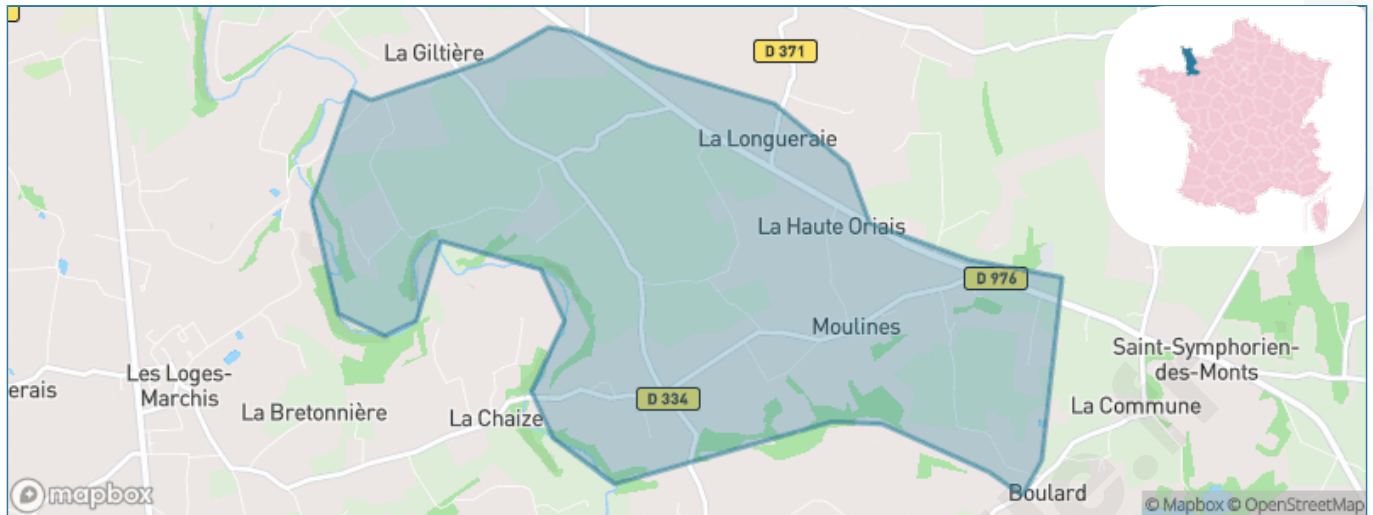 La Giltière
D 371
La Longueraie
La Haute Oriais
D 976
Moulines
Saint-Symphorien-
des-Monts
erais
Les Loges-
Marchis
D 334
La Bretonnière
La Chaize
La Commune
Boulard
mapbox
© Mapbox © OpenStreetMap